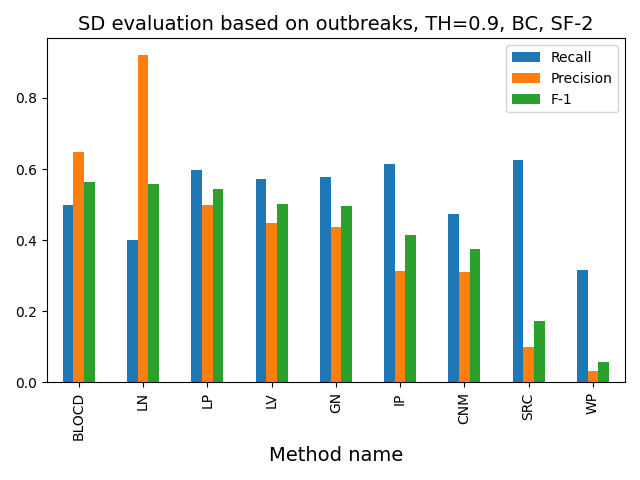 SD evaluation based on outbreaks, TH=0.9, BC, SF-2
Recall
Precision
F-1
0.8
0.6
0.4
0.2
0.0
BLOCD
LN
LP
LV
GN
IP
CNM
SRC
WP
Method name